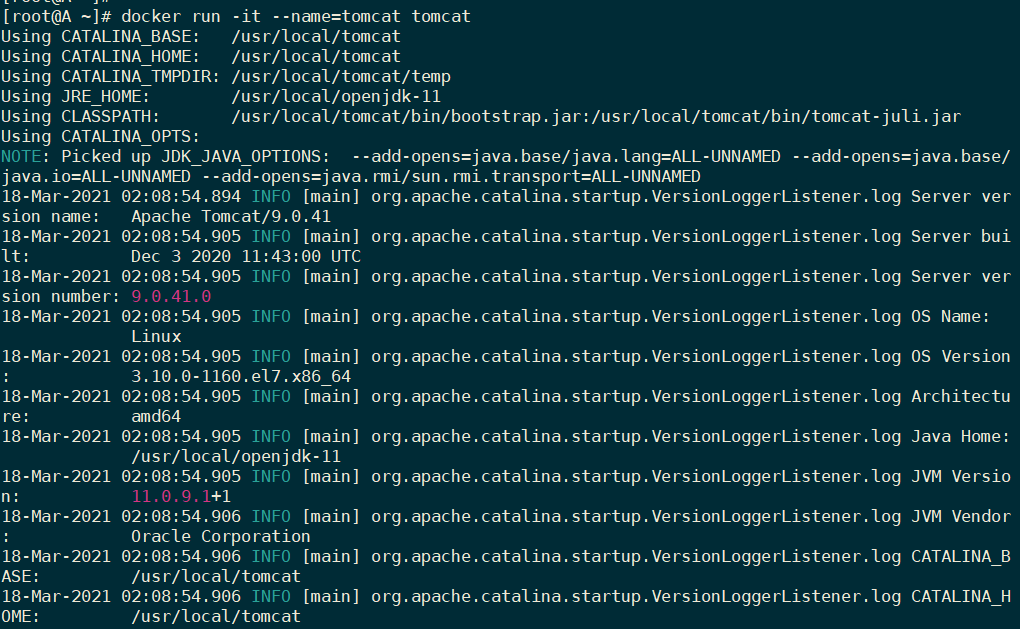 [root@A ~]#
[root@A ~]# docker run -it --name=tomcat tomcat
Using CATALINA_BASE:   /usr/local/tomcat
Using CATALINA_HOME:   /usr/local/tomcat
Using CATALINA_TMPDIR: /usr/local/tomcat/temp
Using JRE_HOME:        /usr/local/openjdk-11
Using CLASSPATH:       /usr/local/tomcat/bin/bootstrap.jar:/usr/local/tomcat/bin/tomcat-juli.jar
Using CATALINA_OPTS:
NOTE: Picked up JDK_JAVA_OPTIONS:  --add-opens=java.base/java.lang=ALL-UNNAMED --add-opens=java.base/
java.io=ALL-UNNAMED --add-opens=java.rmi/sun.rmi.transport=ALL-UNNAMED
18-Mar-2021 02:08:54.894 INFO [main] org.apache.catalina.startup.VersionLoggerListener.log Server ver
sion name:   Apache Tomcat/9.0.41
18-Mar-2021 02:08:54.905 INFO [main] org.apache.catalina.startup.VersionLoggerListener.log Server bui
lt:          Dec 3 2020 11:43:00 UTC
18-Mar-2021 02:08:54.905 INFO [main] org.apache.catalina.startup.VersionLoggerListener.log Server ver
sion number: 9.0.41.0
18-Mar-2021 02:08:54.905 INFO [main] org.apache.catalina.startup.VersionLoggerListener.log OS Name:
             Linux
18-Mar-2021 02:08:54.905 INFO [main] org.apache.catalina.startup.VersionLoggerListener.log OS Version
:            3.10.0-1160.el7.x86_64
18-Mar-2021 02:08:54.905 INFO [main] org.apache.catalina.startup.VersionLoggerListener.log Architectu
re:          amd64
18-Mar-2021 02:08:54.905 INFO [main] org.apache.catalina.startup.VersionLoggerListener.log Java Home:
             /usr/local/openjdk-11
18-Mar-2021 02:08:54.905 INFO [main] org.apache.catalina.startup.VersionLoggerListener.log JVM Versio
n:           11.0.9.1+1
18-Mar-2021 02:08:54.906 INFO [main] org.apache.catalina.startup.VersionLoggerListener.log JVM Vendor
:            Oracle Corporation
18-Mar-2021 02:08:54.906 INFO [main] org.apache.catalina.startup.VersionLoggerListener.log CATALINA_B
ASE:         /usr/local/tomcat
18-Mar-2021 02:08:54.906 INFO [main] org.apache.catalina.startup.VersionLoggerListener.log CATALINA_H
OME:         /usr/local/tomcat